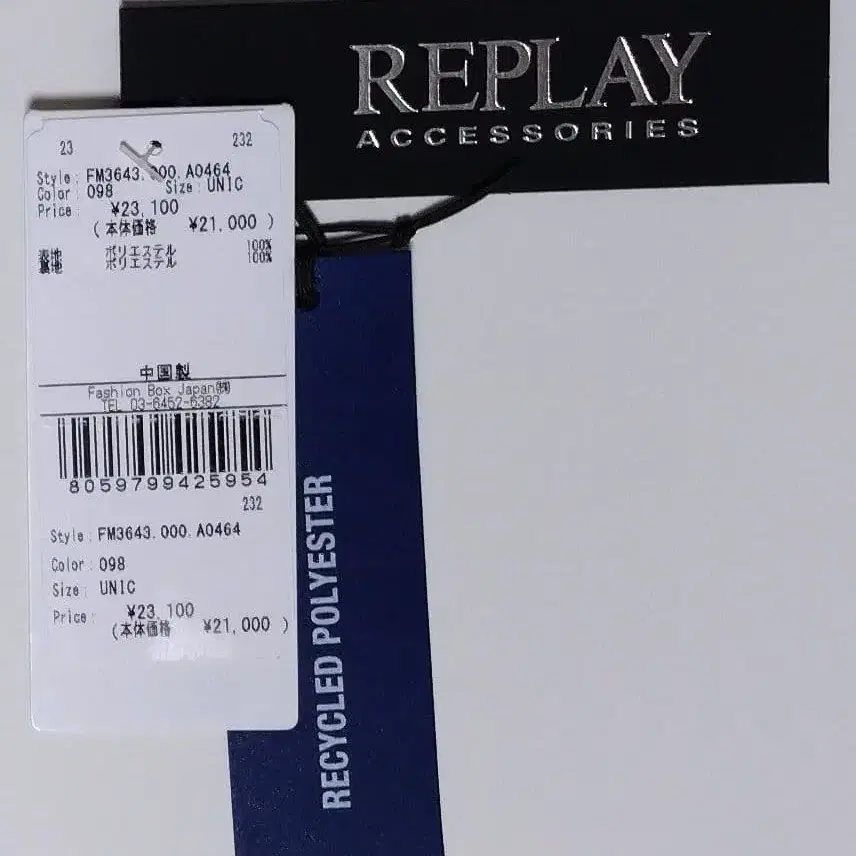 REPLAY
ACCESSORIES
23 232
Style: FM3643.000.A0464
Color: 098 Size: UNIC
Price: ¥23,100
(本体価格 ¥21,000)
表地 ポリエステル 100%
裏地 ポリエステル 100%
中国製
Fashion Box Japan㈱
TEL 03-6452-6382
8059799425954
232
Style: FM3643.000.A0464
Color: 098
Size: UNIC
Price: ¥23,100
(本体価格 ¥21,000)
RECYCLED POLYESTER